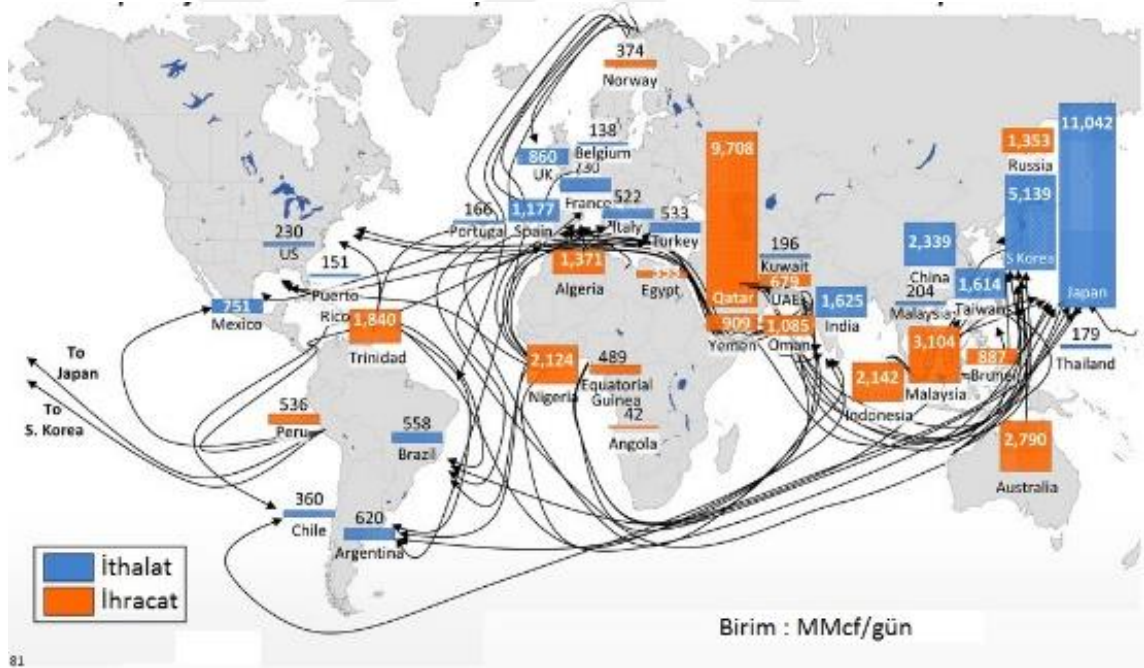 374
Norway
138
Belgium
860
UK
730
France
522
Italy
533
Turkey
166
Portugal
1,177
Spain
230
US
151
Puerto
Rico
751
Mexico
1,840
Trinidad
1,371
Algeria
Egypt
9,708
Qatar
196
Kuwait
679
UAE
909
Yemen
1,085
Oman
1,625
India
2,339
China
204
Malaysia
1,614
Taiwan
1,353
Russia
5,139
S Korea
11,042
Japan
179
Thailand
3,104
Malaysia
887
Brunei
2,142
Indonesia
2,790
Australia
2,124
Nigeria
489
Equatorial
Guinea
42
Angola
To
Japan
To
S. Korea
536
Peru
558
Brazil
360
Chile
620
Argentina
İthalat
İhracat
Birim : MMcf/gün
81